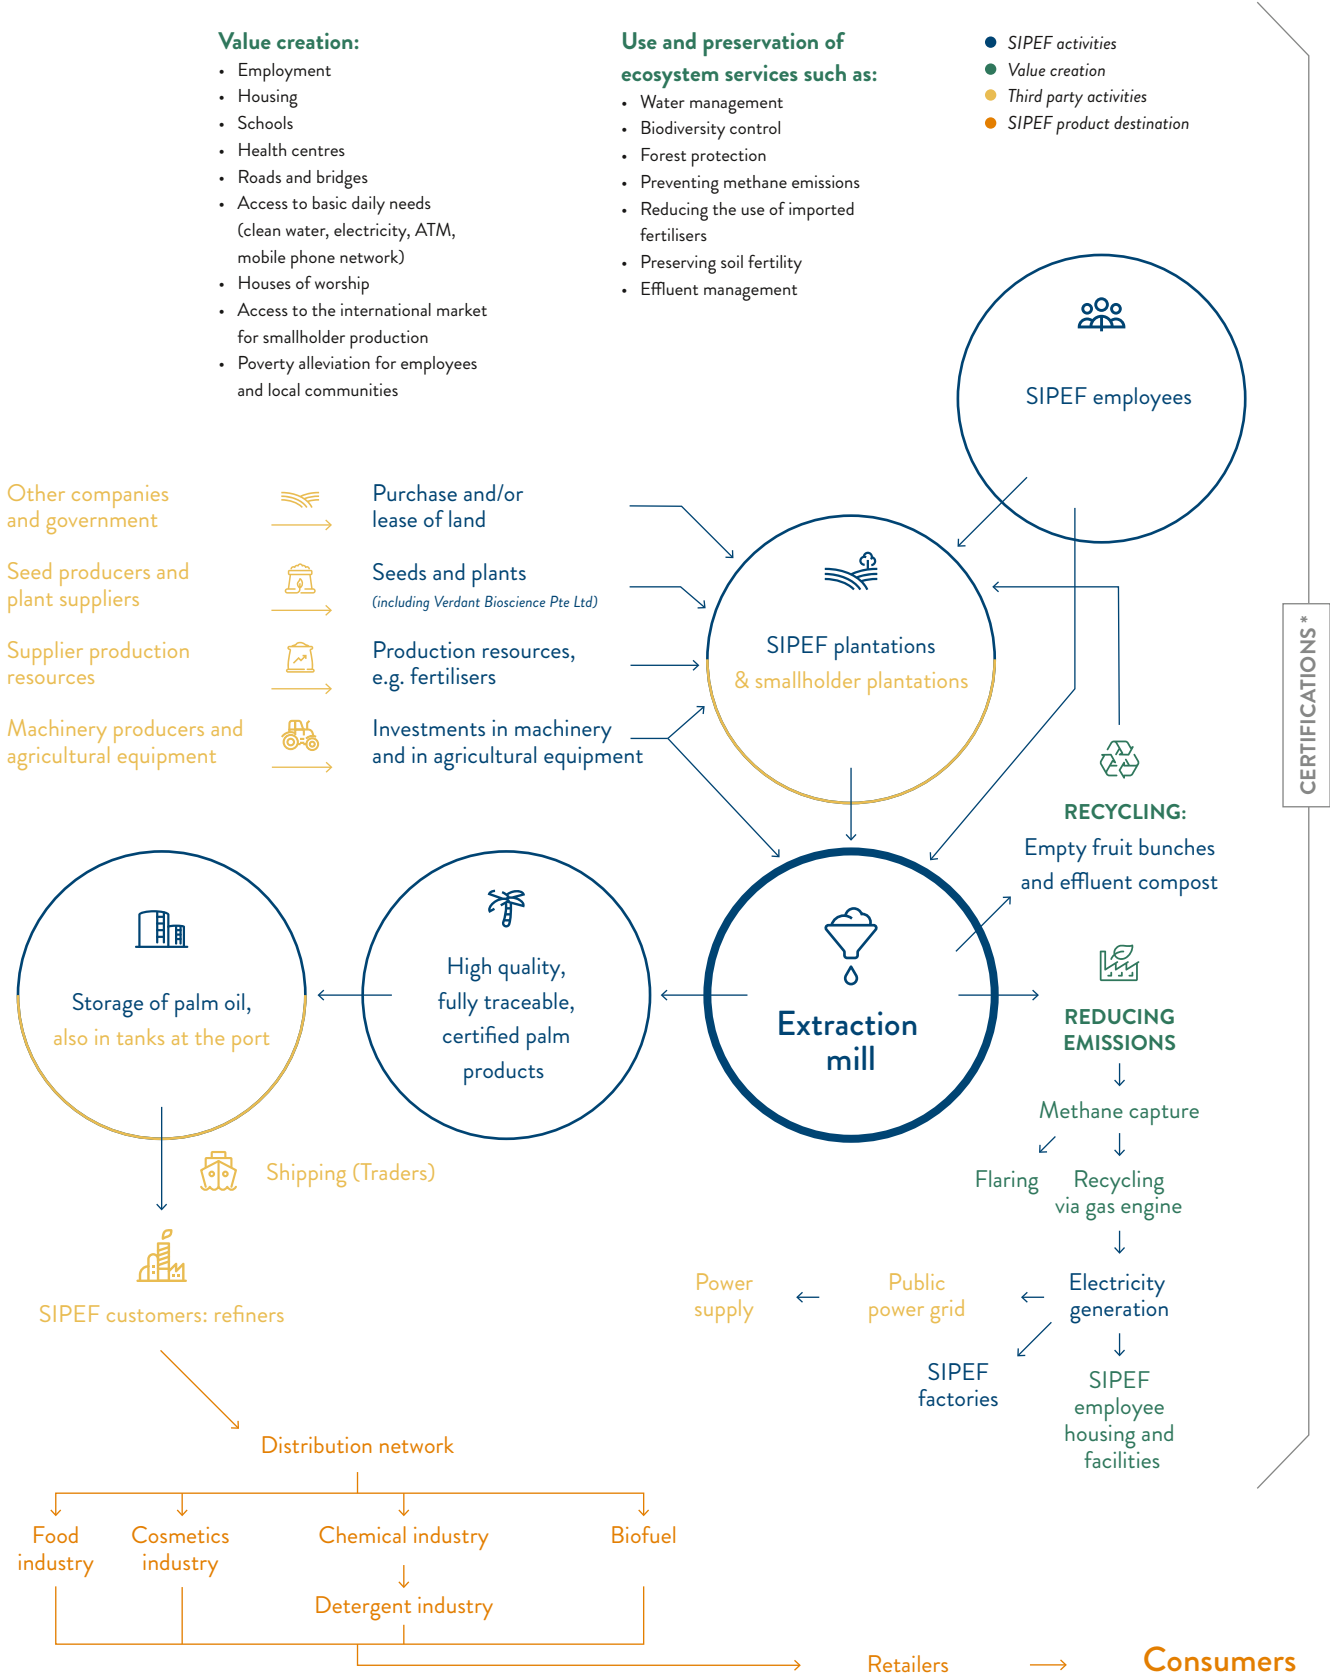 Value creation:
• Employment
• Housing
• Schools
• Health centres
• Roads and bridges
• Access to basic daily needs
(clean water, electricity, ATM,
mobile phone network)
• Houses of worship
• Access to the international market
for smallholder production
• Poverty alleviation for employees
and local communities
Use and preservation of
ecosystem services such as:
• Water management
• Biodiversity control
• Forest protection
• Preventing methane emissions
• Reducing the use of imported
fertilisers
• Preserving soil fertility
• Effluent management
SIPEF activities
Value creation
Third party activities
SIPEF product destination
SIPEF employees
Other companies
and government
Purchase and/or
lease of land
Seed producers and
plant suppliers
Seeds and plants
(including Verdant Bioscience Pte Ltd)
Supplier production
resources
Production resources,
e.g. fertilisers
Machinery producers and
agricultural equipment
Investments in machinery
and in agricultural equipment
SIPEF plantations
& smallholder plantations
CERTIFICATIONS *
RECYCLING:
Empty fruit bunches
and effluent compost
Storage of palm oil,
also in tanks at the port
High quality,
fully traceable,
certified palm
products
Extraction
mill
REDUCING
EMISSIONS
Methane capture
Flaring
Recycling
via gas engine
Electricity
generation
Public
power grid
Power
supply
SIPEF
factories
SIPEF
employee
housing and
facilities
Shipping (Traders)
SIPEF customers: refiners
Distribution network
Food
industry
Cosmetics
industry
Chemical industry
Biofuel
Detergent industry
Retailers
Consumers